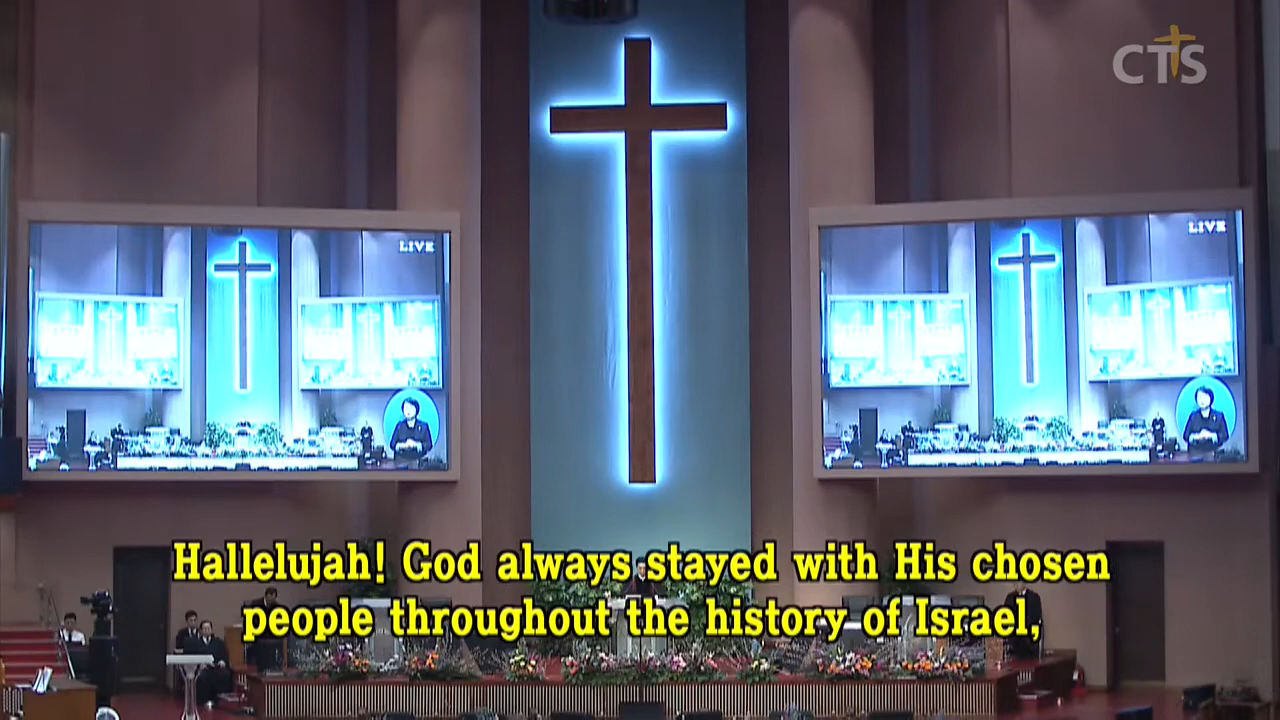 CTS
LIVE
LIVE
Hallelujah! God always stayed with His chosen
people throughout the history of Israel,